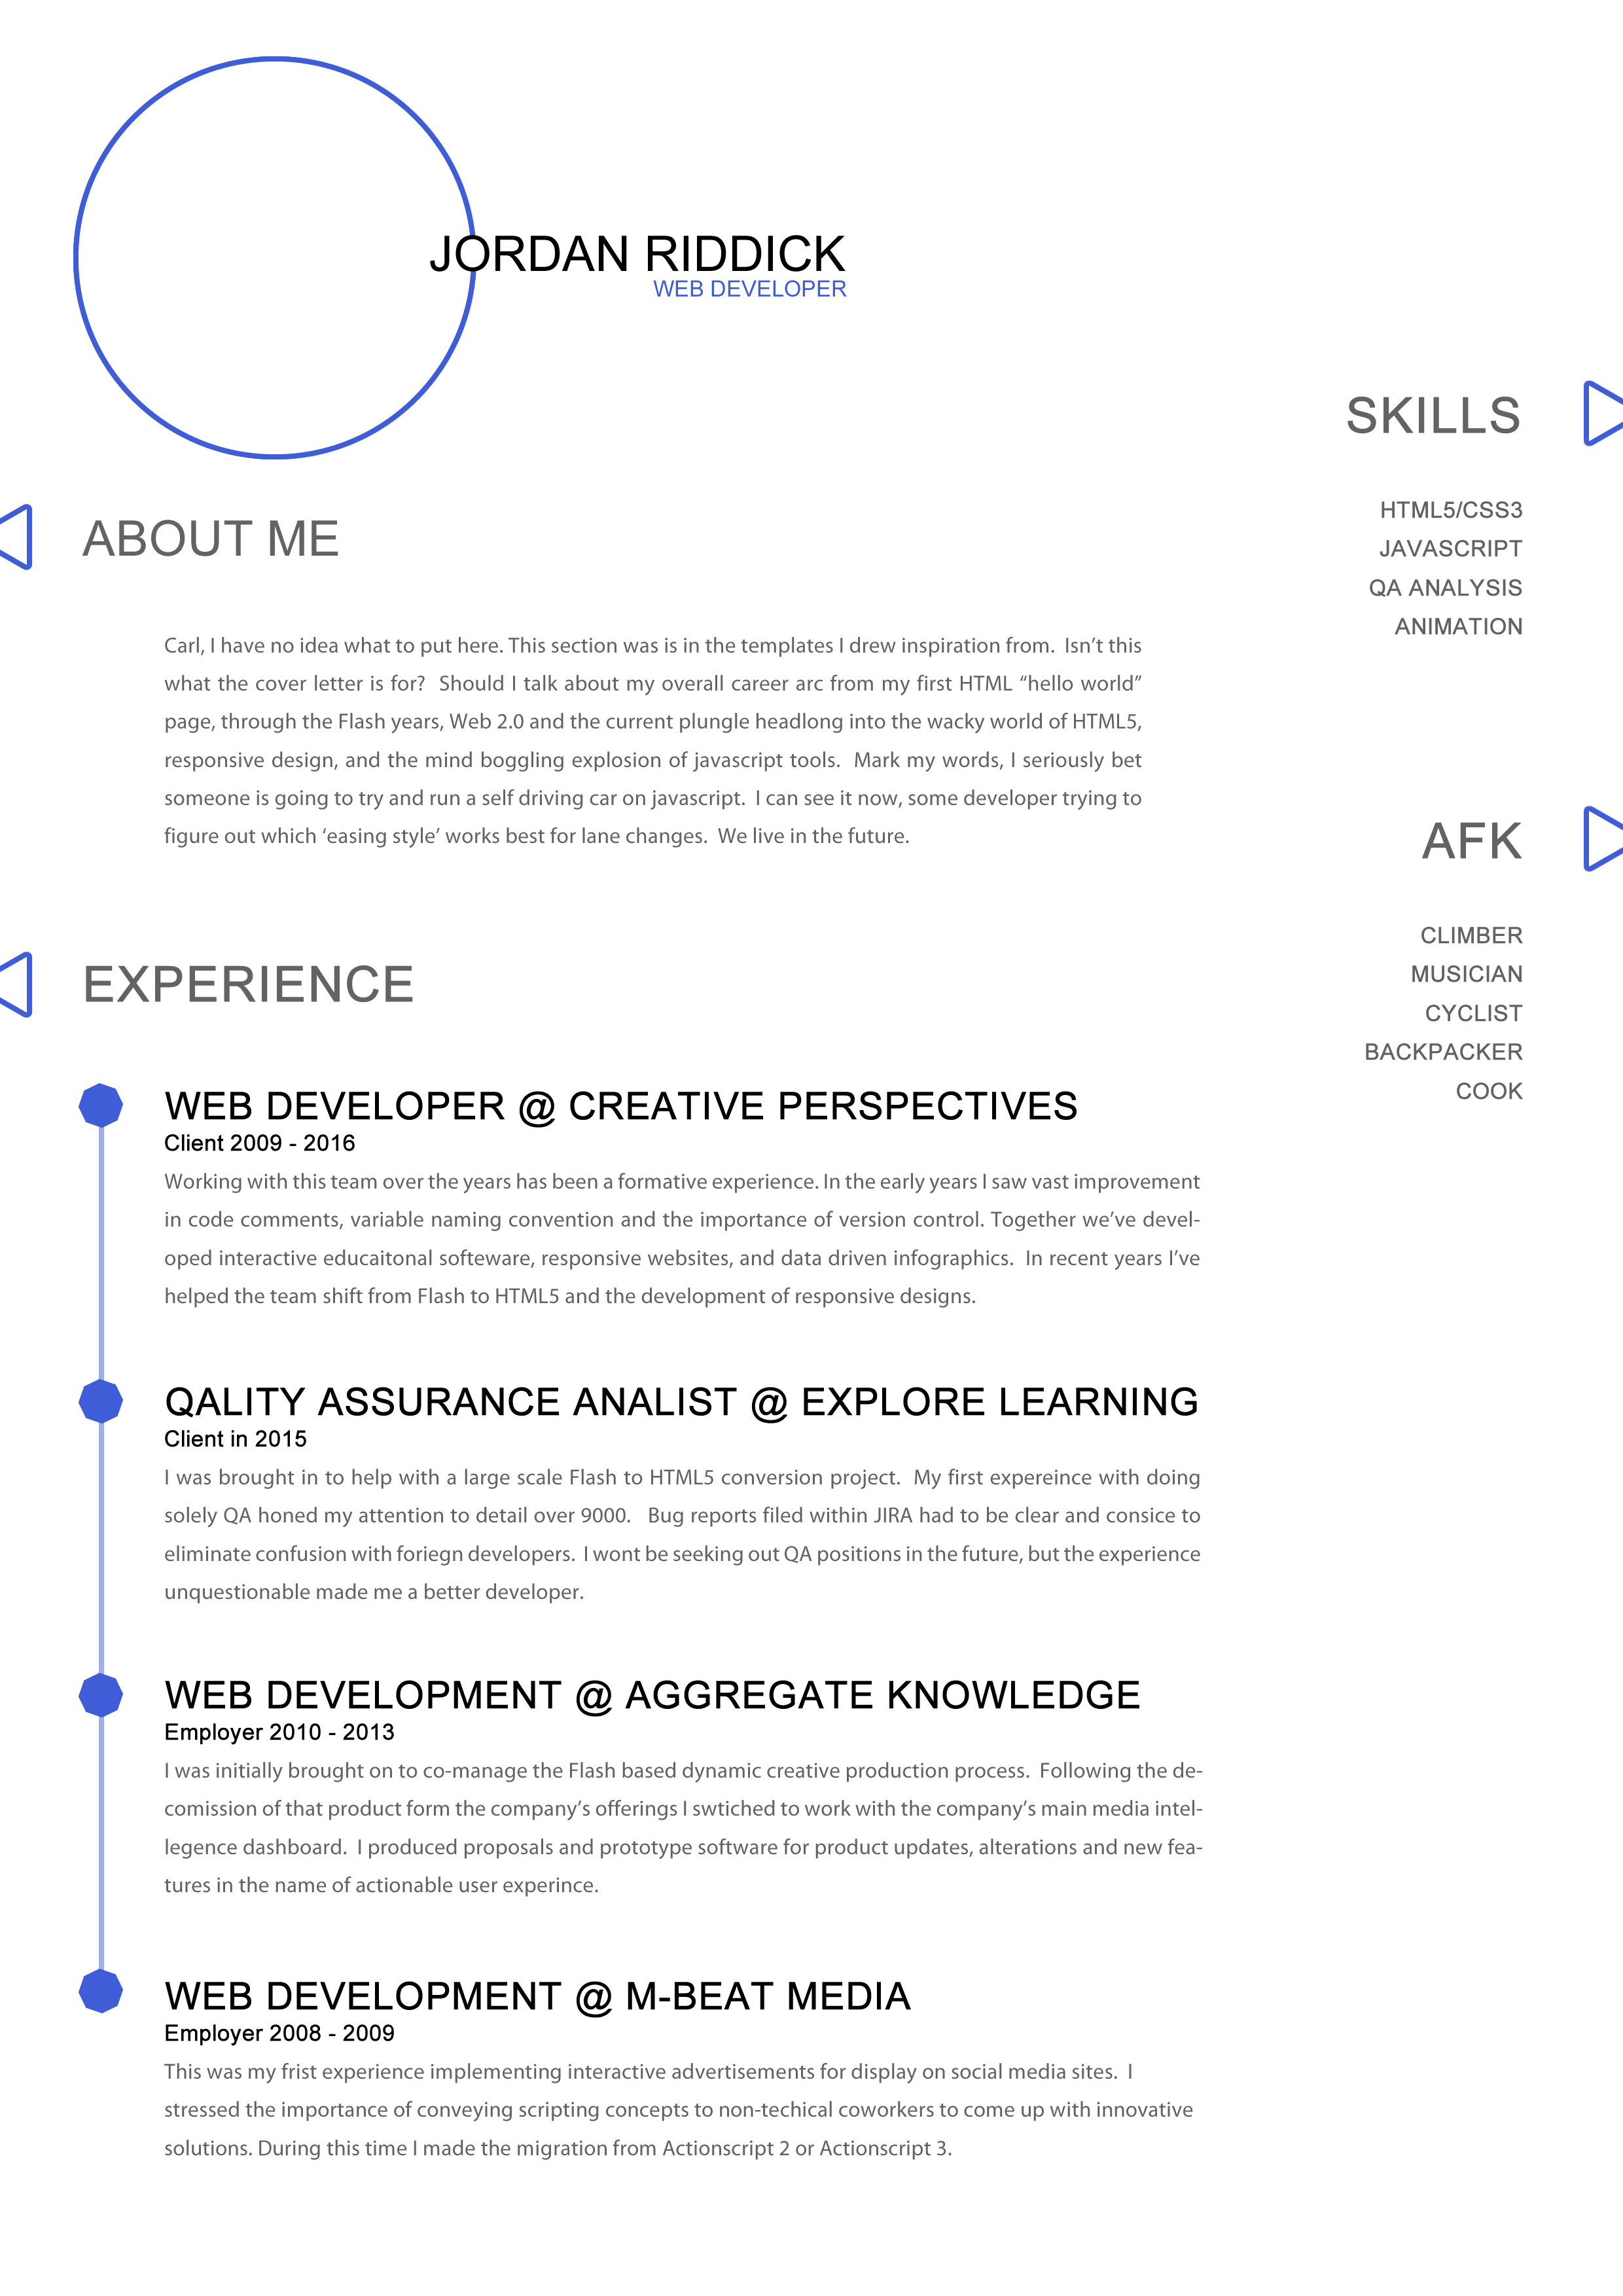 JORDAN RIDDICK
WEB DEVELOPER
SKILLS
HTML5/CSS3
JAVASCRIPT
QA ANALYSIS
ANIMATION
ABOUT ME
Carl, I have no idea what to put here. This section was is in the templates I drew inspiration from.  Isn’t this
what the cover letter is for?  Should I talk about my overall career arc from my first HTML “hello world”
page, through the Flash years, Web 2.0 and the current plungle headlong into the wacky world of HTML5,
responsive design, and the mind boggling explosion of javascript tools.  Mark my words, I seriously bet
someone is going to try and run a self driving car on javascript.  I can see it now, some developer trying to
figure out which ‘easing style’ works best for lane changes.  We live in the future.
AFK
CLIMBER
MUSICIAN
CYCLIST
BACKPACKER
COOK
EXPERIENCE
WEB DEVELOPER @ CREATIVE PERSPECTIVES
Client 2009 - 2016
Working with this team over the years has been a formative experience. In the early years I saw vast improvement
in code comments, variable naming convention and the importance of version control. Together we’ve devel-
oped interactive educaitonal softeware, responsive websites, and data driven infographics.  In recent years I’ve
helped the team shift from Flash to HTML5 and the development of responsive designs.
QALITY ASSURANCE ANALIST @ EXPLORE LEARNING
Client in 2015
I was brought in to help with a large scale Flash to HTML5 conversion project.  My first expereince with doing
solely QA honed my attention to detail over 9000.   Bug reports filed within JIRA had to be clear and consice to
eliminate confusion with foriegn developers.  I wont be seeking out QA positions in the future, but the experience
unquestionable made me a better developer.
WEB DEVELOPMENT @ AGGREGATE KNOWLEDGE
Employer 2010 - 2013
I was initially brought on to co-manage the Flash based dynamic creative production process.  Following the de-
comission of that product form the company’s offerings I swtiched to work with the company’s main media intel-
legence dashboard.  I produced proposals and prototype software for product updates, alterations and new fea-
tures in the name of actionable user experince.
WEB DEVELOPMENT @ M-BEAT MEDIA
Employer 2008 - 2009
This was my frist experience implementing interactive advertisements for display on social media sites.  I
stressed the importance of conveying scripting concepts to non-techical coworkers to come up with innovative
solutions. During this time I made the migration from Actionscript 2 or Actionscript 3.